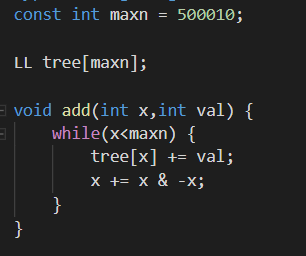 const int maxn = 500010;
LL tree[maxn];
void add(int x,int val) {
while(x<maxn) {
tree[x] += val;
x += x & -x;
}
}